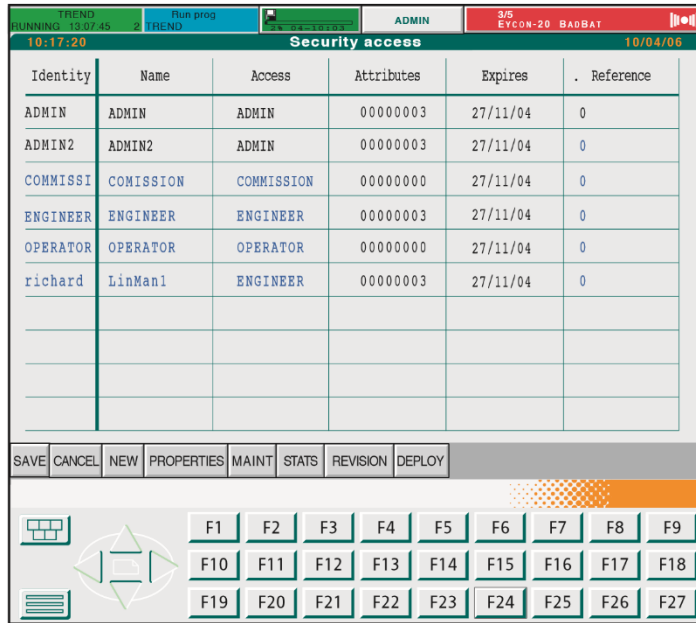 TREND Run prog ADMIN 3/5
RUNNING 13:07:45 2 TREND 2% 04-10:03 EYCON-20 BADBAT
10:17:20 Security access 10/04/06
Identity Name Access Attributes Expires . Reference
ADMIN ADMIN ADMIN 00000003 27/11/04 0
ADMIN2 ADMIN2 ADMIN 00000003 27/11/04 0
COMMISSI COMISSION COMMISSION 00000000 27/11/04 0
ENGINEER ENGINEER ENGINEER 00000003 27/11/04 0
OPERATOR OPERATOR OPERATOR 00000000 27/11/04 0
richard LinMan1 ENGINEER 00000003 27/11/04 0
SAVE CANCEL NEW PROPERTIES MAINT STATS REVISION DEPLOY
F1 F2 F3 F4 F5 F6 F7 F8 F9
F10 F11 F12 F13 F14 F15 F16 F17 F18
F19 F20 F21 F22 F23 F24 F25 F26 F27